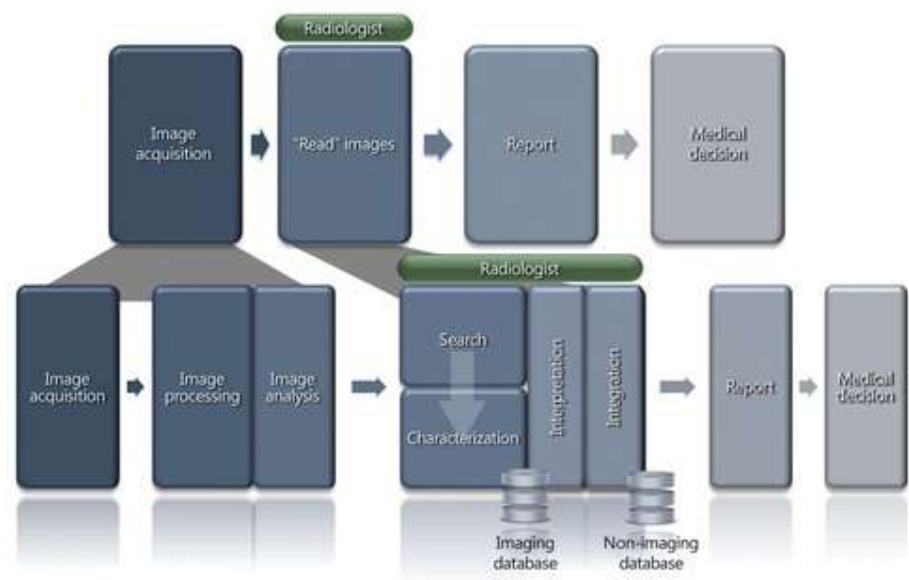 Radiologist
Image
acquisition
"Read" images
Report
Medical
decision
Radiologist
Image
acquisition
Image
processing
Image
analysis
Search
Characterization
Interpretation
Integration
Report
Medical
decision
Imaging
database
Non-imaging
database